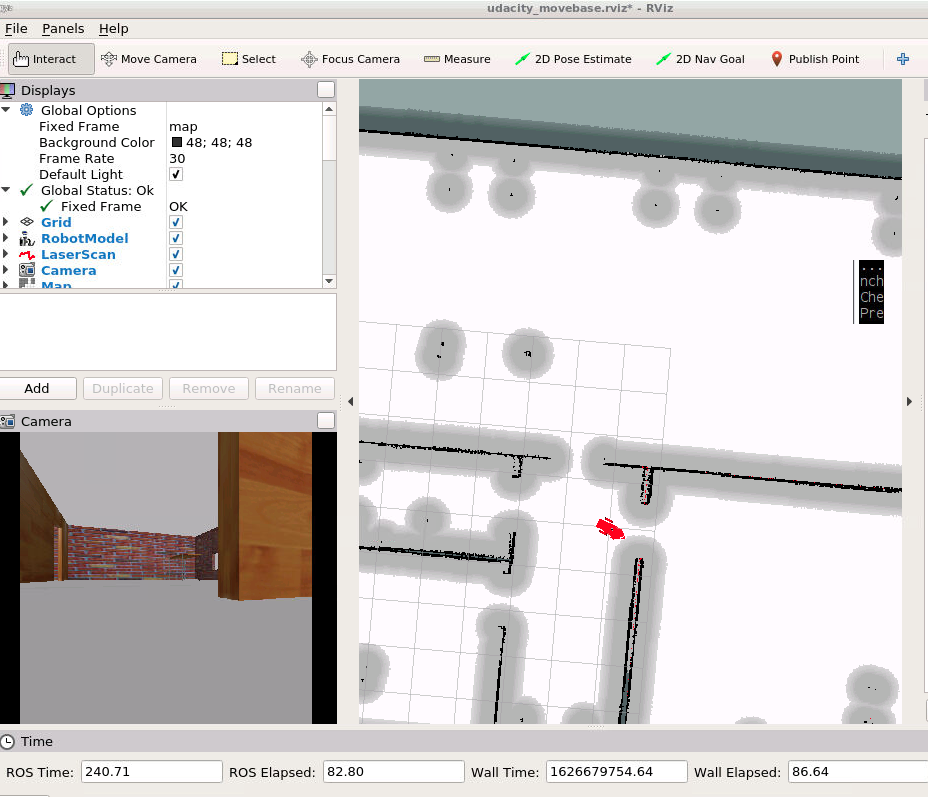 udacity_movebase.rviz* - RViz
File Panels Help
Interact Move Camera Select Focus Camera Measure 2D Pose Estimate 2D Nav Goal Publish Point
Displays
Global Options
Fixed Frame map
Background Color 48; 48; 48
Frame Rate 30
Default Light
Global Status: Ok
Fixed Frame OK
Grid
RobotModel
LaserScan
Camera
Map
...
nch
Che
Pre
Add Duplicate Remove Rename
Camera
Time
ROS Time: 240.71 ROS Elapsed: 82.80 Wall Time: 1626679754.64 Wall Elapsed: 86.64